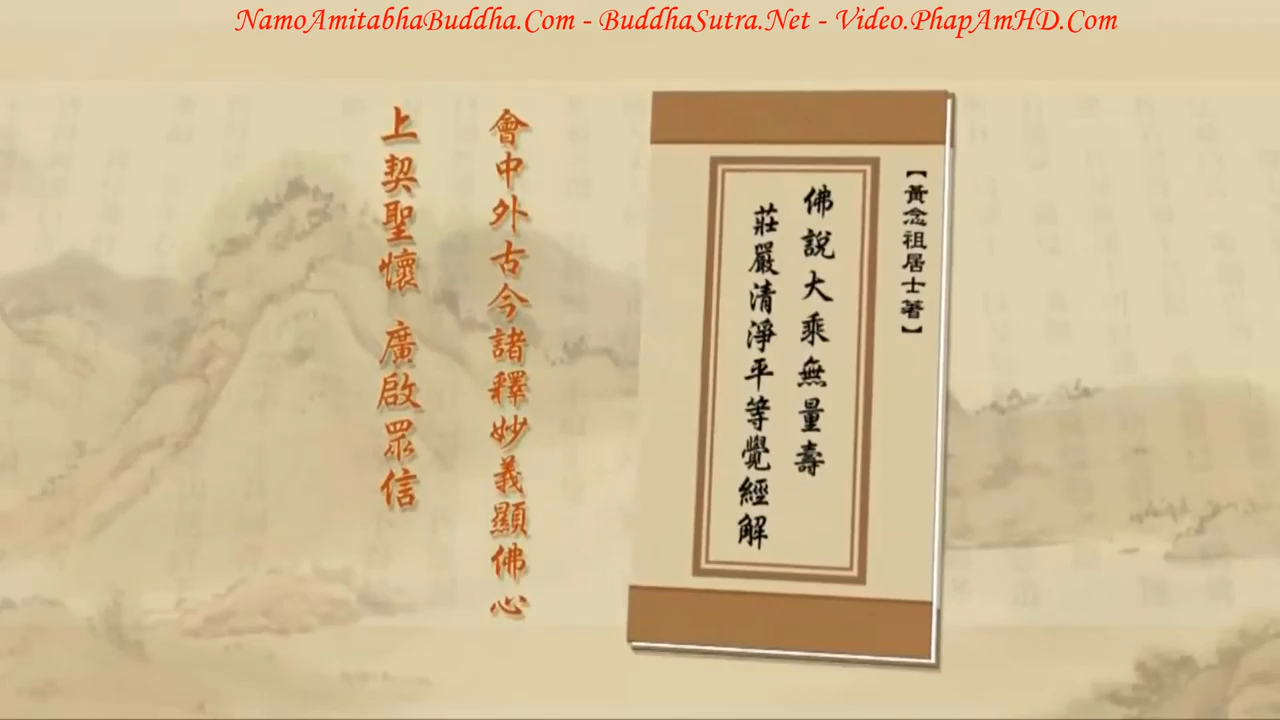 NamoAmitabhaBuddha.Com - BuddhaSutra.Net - Video.PhapAmHD.Com
【黃念祖居士著】
佛說大乘無量壽
莊嚴清淨平等覺經解
會中外古今諸釋妙義顯佛心
上契聖懷 廣啟眾信